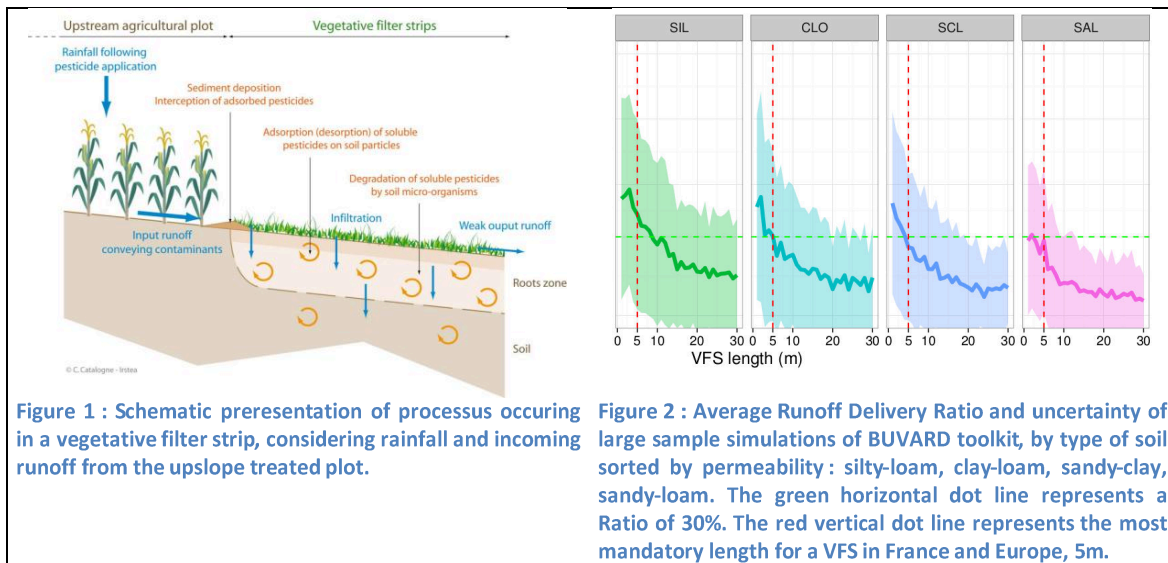 Upstream agricultural plot
Vegetative filter strips
Rainfall following
pesticide application
Sediment deposition
Interception of adsorbed pesticides
Adsorption (desorption) of soluble
pesticides on soil particles
Degradation of soluble pesticides
by soil micro-organisms
Infiltration
Weak ouput runoff
Input runoff
conveying contaminants
Roots zone
Soil
© C. Catalogne - Irstea
Figure 1 : Schematic preresentation of processus occuring
in a vegetative filter strip, considering rainfall and incoming
runoff from the upslope treated plot.
SIL CLO SCL SAL
0 5 10 20 30 0 5 10 20 30 0 5 10 20 30 0 5 10 20 30
VFS length (m)
Figure 2 : Average Runoff Delivery Ratio and uncertainty of
large sample simulations of BUVARD toolkit, by type of soil
sorted by permeability : silty-loam, clay-loam, sandy-clay,
sandy-loam. The green horizontal dot line represents a
Ratio of 30%. The red vertical dot line represents the most
mandatory length for a VFS in France and Europe, 5m.